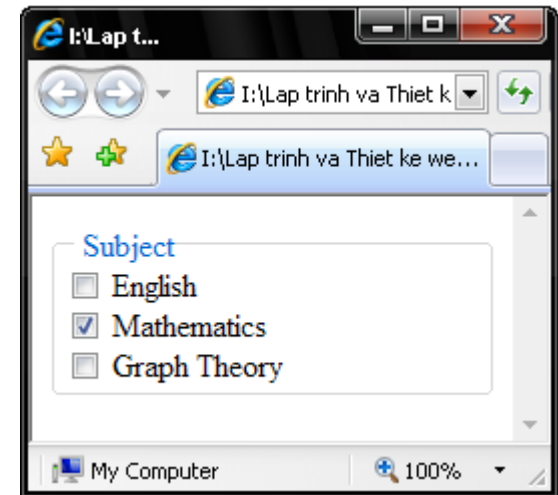 I:\Lap t...
I:\Lap trinh va Thiet k
I:\Lap trinh va Thiet ke we...
Subject
English
Mathematics
Graph Theory
My Computer
100%